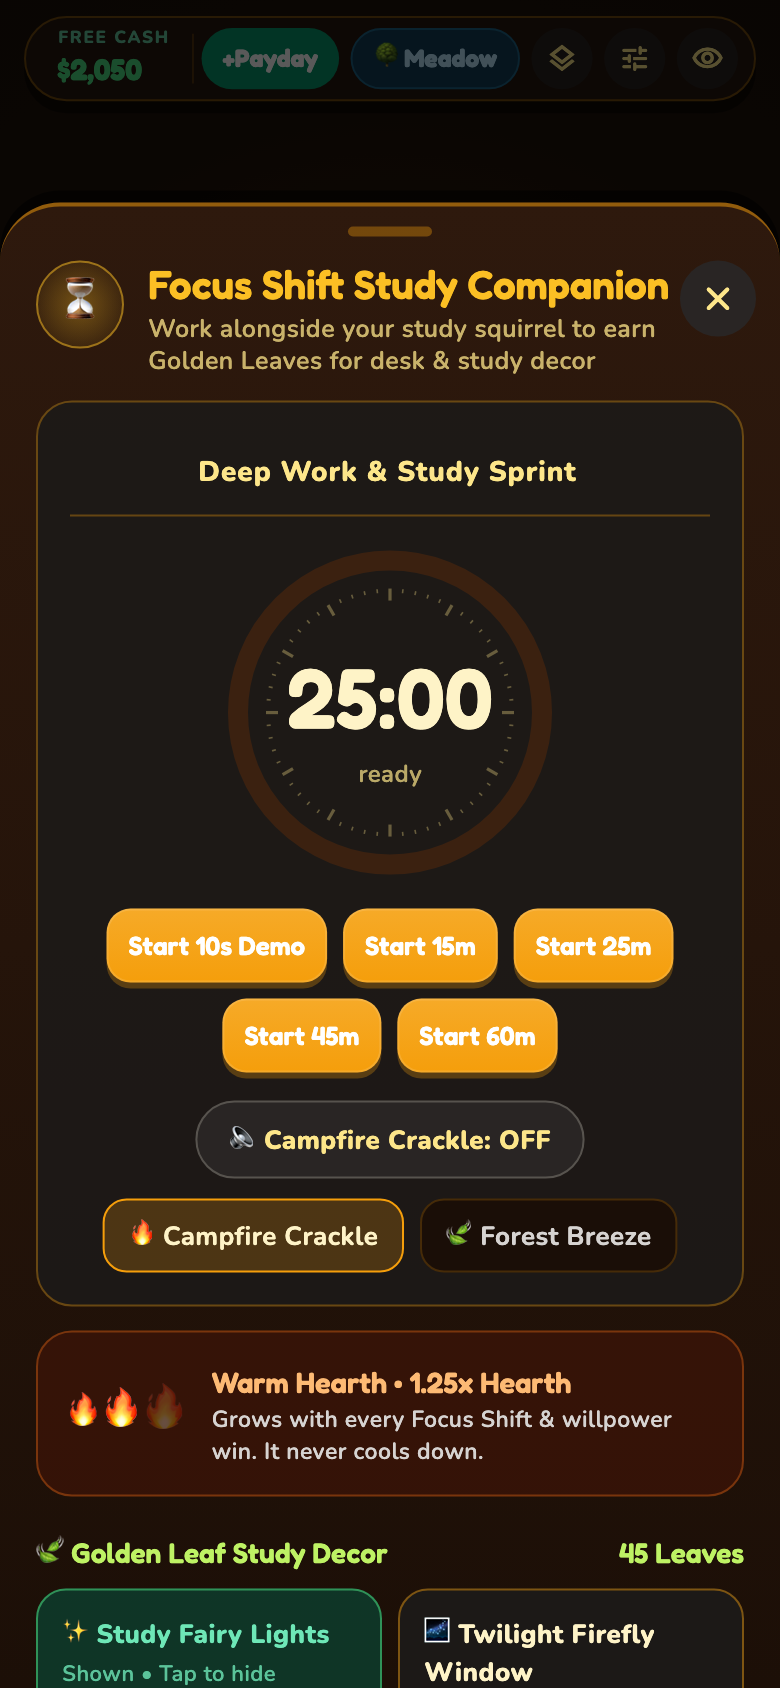 FREE CASH
$2,050
+Payday
Meadow
Focus Shift Study Companion
Work alongside your study squirrel to earn
Golden Leaves for desk & study decor
Deep Work & Study Sprint
25:00
ready
Start 10s Demo
Start 15m
Start 25m
Start 45m
Start 60m
Campfire Crackle: OFF
Campfire Crackle
Forest Breeze
Warm Hearth • 1.25x Hearth
Grows with every Focus Shift & willpower
win. It never cools down.
Golden Leaf Study Decor
45 Leaves
Study Fairy Lights
Shown • Tap to hide
Twilight Firefly
Window